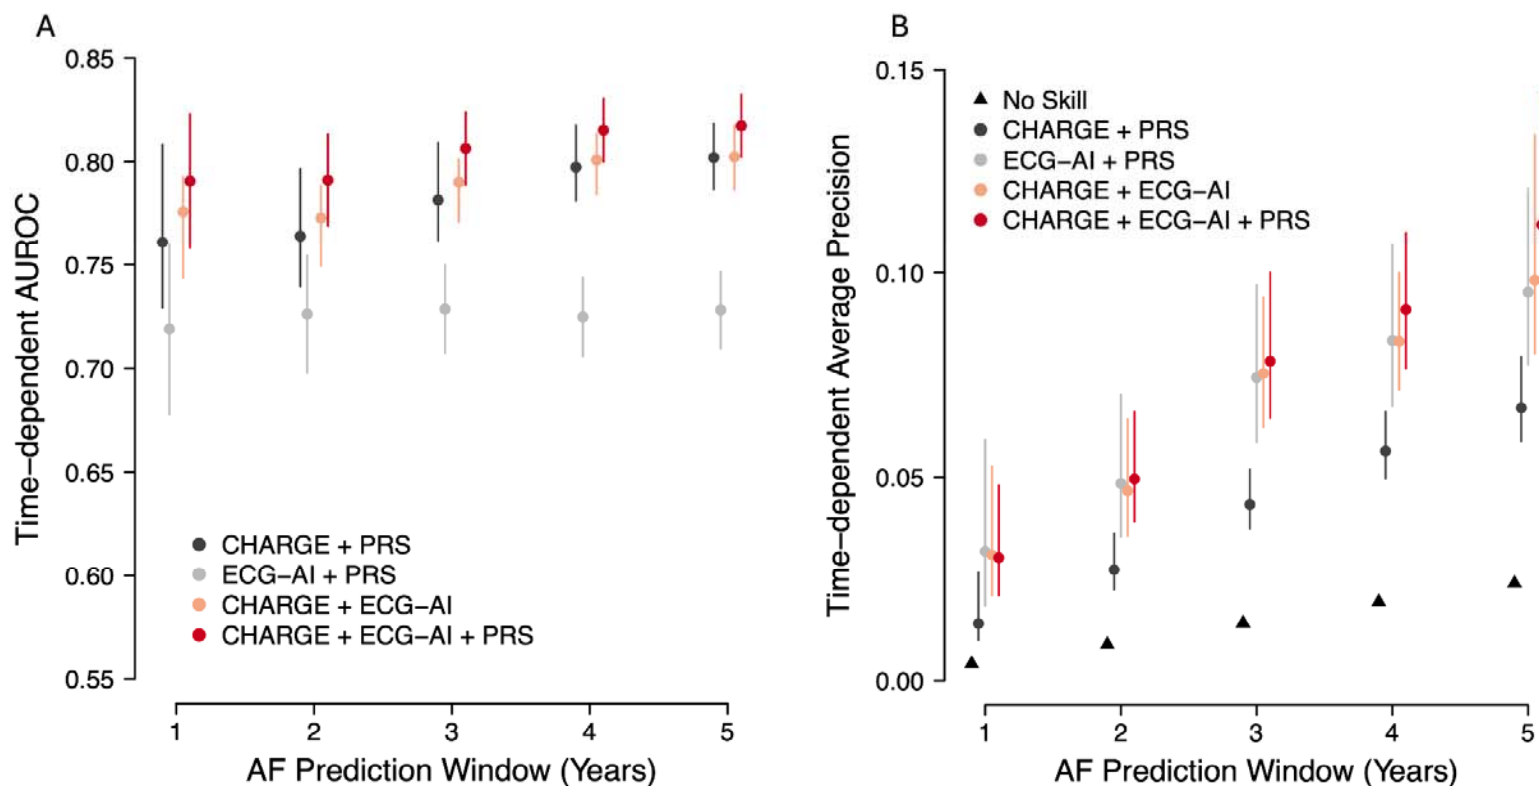 A
0.85
0.80
0.75
0.70
0.65
0.60
0.55
Time-dependent AUROC
CHARGE + PRS
ECG-AI + PRS
CHARGE + ECG-AI
CHARGE + ECG-AI + PRS
1 2 3 4 5
AF Prediction Window (Years)
B
0.15
0.10
0.05
0.00
Time-dependent Average Precision
No Skill
CHARGE + PRS
ECG-AI + PRS
CHARGE + ECG-AI
CHARGE + ECG-AI + PRS
1 2 3 4 5
AF Prediction Window (Years)